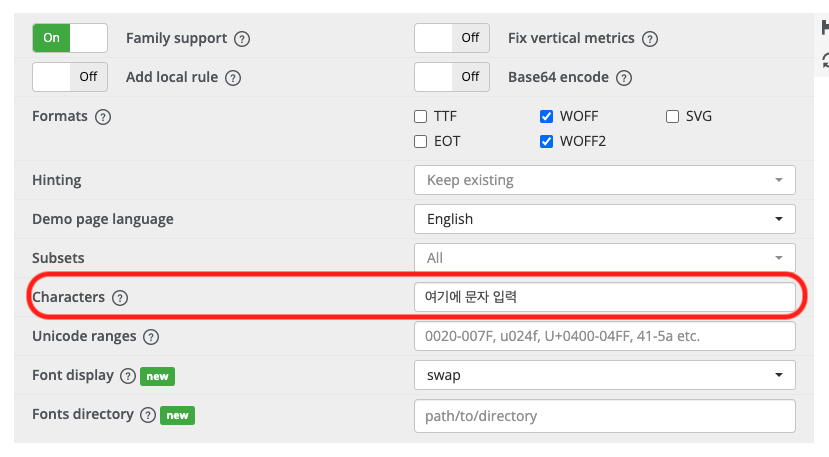 On Family support ? Off Fix vertical metrics ?
Off Add local rule ? Off Base64 encode ?
Formats ? TTF WOFF SVG
EOT WOFF2
Hinting Keep existing
Demo page language English
Subsets All
Characters ? 여기에 문자 입력
Unicode ranges ? 0020-007F, u024f, U+0400-04FF, 41-5a etc.
Font display ? new swap
Fonts directory ? new path/to/directory